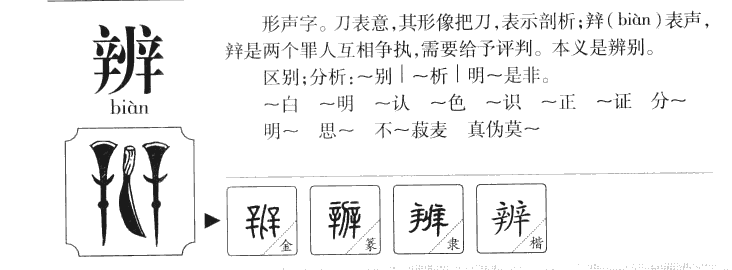 辨
biàn
形声字。刀表意,其形像把刀,表示剖析;辡(biàn)表声,
辡是两个罪人互相争执,需要给予评判。本义是辨别。
区别;分析:～别｜～析｜明～是非。
～白 ～明 ～认 ～色 ～识 ～正 ～证 分～
明～ 思～ 不～菽麦 真伪莫～
辨 金
辨 篆
辨 隶
辨 楷